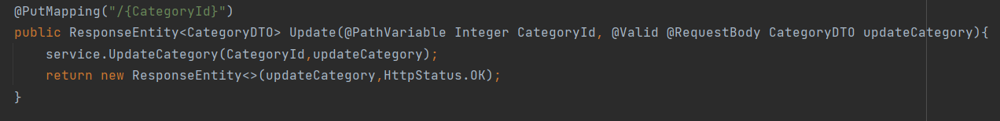 @PutMapping("/{CategoryId}")
public ResponseEntity<CategoryDTO> Update(@PathVariable Integer CategoryId, @Valid @RequestBody CategoryDTO updateCategory){
    service.UpdateCategory(CategoryId,updateCategory);
    return new ResponseEntity<>(updateCategory,HttpStatus.OK);
}